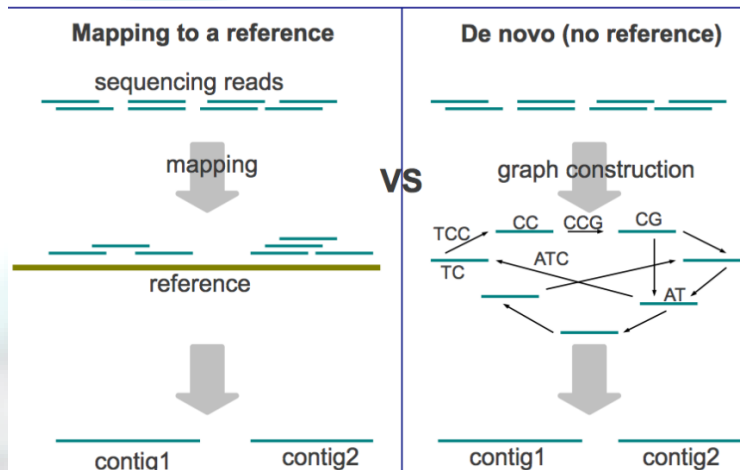 Mapping to a reference
sequencing reads
mapping
reference
contig1 contig2
VS
De novo (no reference)
graph construction
TCC CC CCG CG
TC ATC AT
contig1 contig2